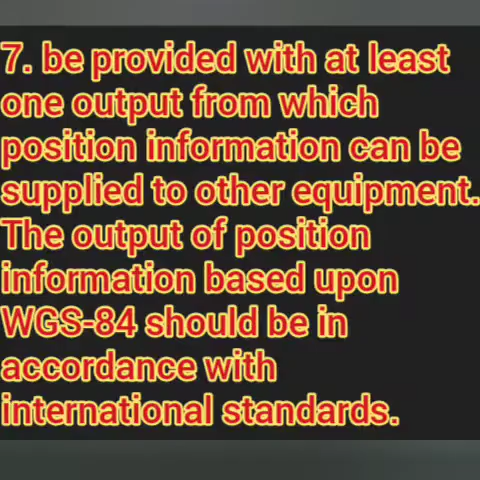 7. be provided with at least
one output from which
position information can be
supplied to other equipment.
The output of position
information based upon
WGS-84 should be in
accordance with
international standards.